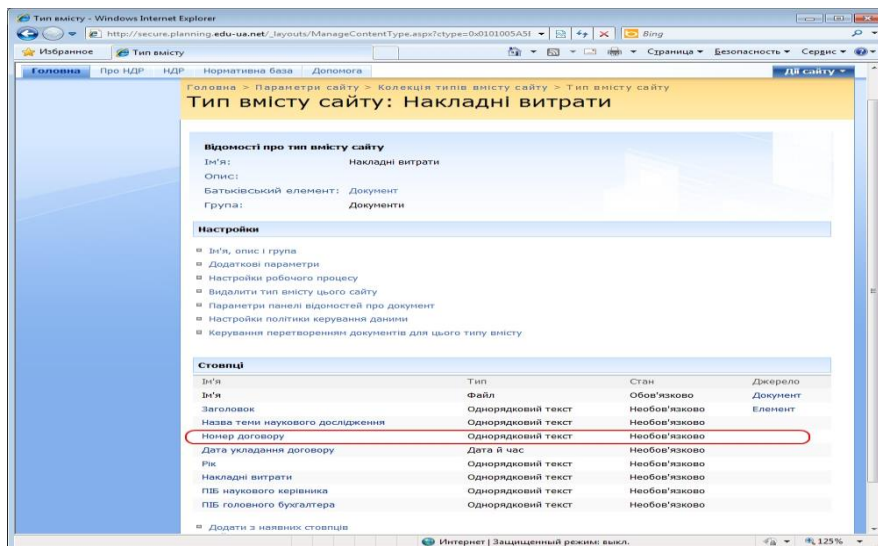 Тип вмісту - Windows Internet Explorer
http://secure.planning.edu-ua.net/_layouts/ManageContentType.aspx?ctype=0x0101005A5F
Bing
Избранное Тип вмісту Страница Безопасность Сервис
Головна Про НДР НДР Нормативна база Допомога Дії сайту
Головна > Параметри сайту > Колекція типів вмісту сайту > Тип вмісту сайту
Тип вмісту сайту: Накладні витрати
Відомості про тип вмісту сайту
Ім'я: Накладні витрати
Опис:
Батьківський елемент: Документ
Група: Документи
Настройки
Ім'я, опис і група
Додаткові параметри
Настройки робочого процесу
Видалити тип вмісту цього сайту
Параметри панелі відомостей про документ
Настройки політики керування даними
Керування перетворенням документів для цього типу вмісту
Стовпці
Ім'я Тип Стан Джерело
Ім'я Файл Обов'язково Документ
Заголовок Однорядковий текст Необов'язково Елемент
Назва теми наукового дослідження Однорядковий текст Необов'язково
Номер договору Однорядковий текст Необов'язково
Дата укладання договору Дата й час Необов'язково
Рік Однорядковий текст Необов'язково
Накладні витрати Однорядковий текст Необов'язково
ПІБ наукового керівника Однорядковий текст Необов'язково
ПІБ головного бухгалтера Однорядковий текст Необов'язково
Додати з наявних стовпців
Интернет | Защищенный режим: выкл. 125%